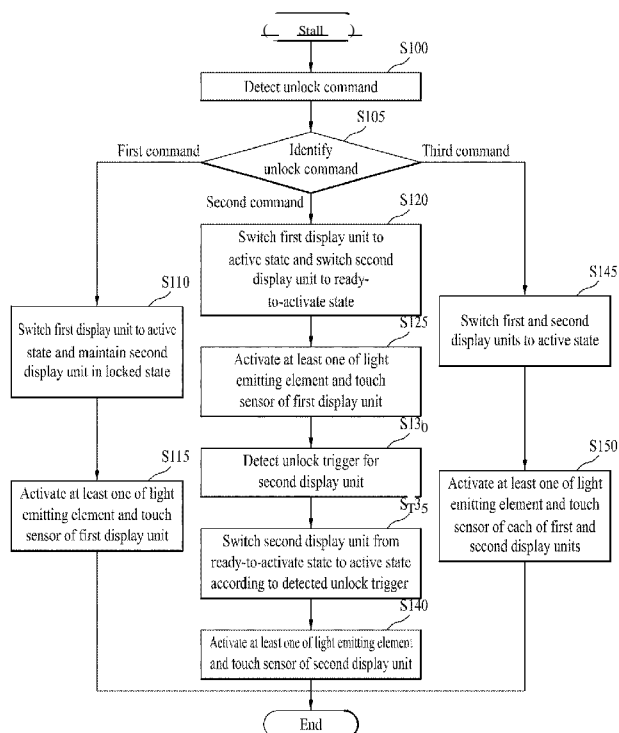 Stall
S100
Detect unlock command
S105
Identify
unlock command
First command
Third command
Second command
S120
Switch first display unit to
active state and switch second
display unit to ready-
to-activate state
S110
Switch first display unit to active
state and maintain second
display unit in locked state
S145
Switch first and second
display units to active state
S125
Activate at least one of light
emitting element and touch
sensor of first display unit
S130
Detect unlock trigger for
second display unit
S115
Activate at least one of light
emitting element and touch
sensor of first display unit
S150
Activate at least one of light
emitting element and touch
sensor of each of first and
second display units
Switch second display unit from
ready-to-activate state to active state
according to detected unlock trigger
S140
Activate at least one of light emitting element
and touch sensor of second display unit
End